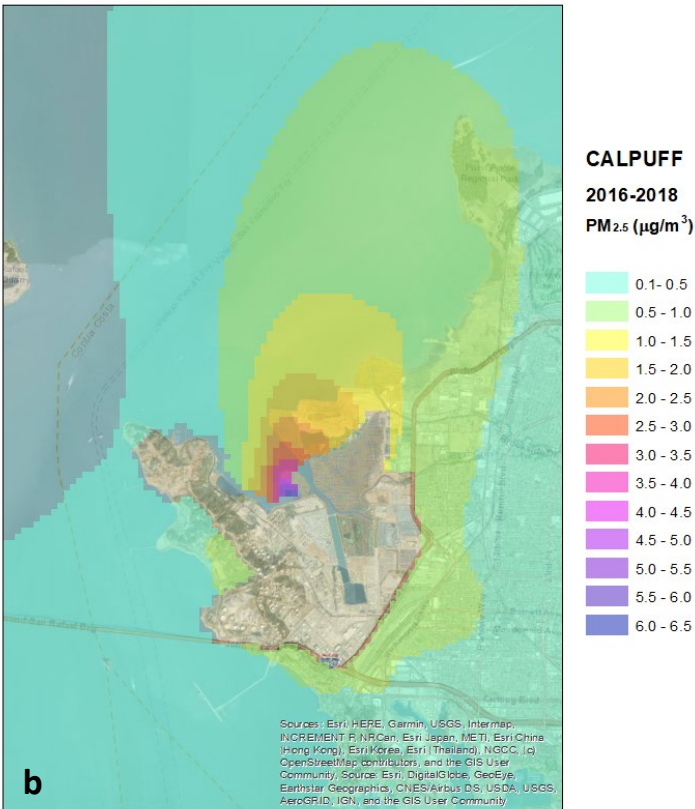 CALPUFF
2016-2018
PM2.5 (µg/m³)
0.1- 0.5
0.5 - 1.0
1.0 - 1.5
1.5 - 2.0
2.0 - 2.5
2.5 - 3.0
3.0 - 3.5
3.5 - 4.0
4.0 - 4.5
4.5 - 5.0
5.0 - 5.5
5.5 - 6.0
6.0 - 6.5
Regional Park
Contra Costa
Sources: Esri, HERE, Garmin, USGS, Intermap,
INCREMENT P, NRCan, Esri Japan, METI, Esri China
(Hong Kong), Esri Korea, Esri (Thailand), NGCC, (c)
OpenStreetMap contributors, and the GIS User
Community, Source: Esri, DigitalGlobe, GeoEye,
Earthstar Geographics, CNES/Airbus DS, USDA, USGS,
AeroGRID, IGN, and the GIS User Community
b